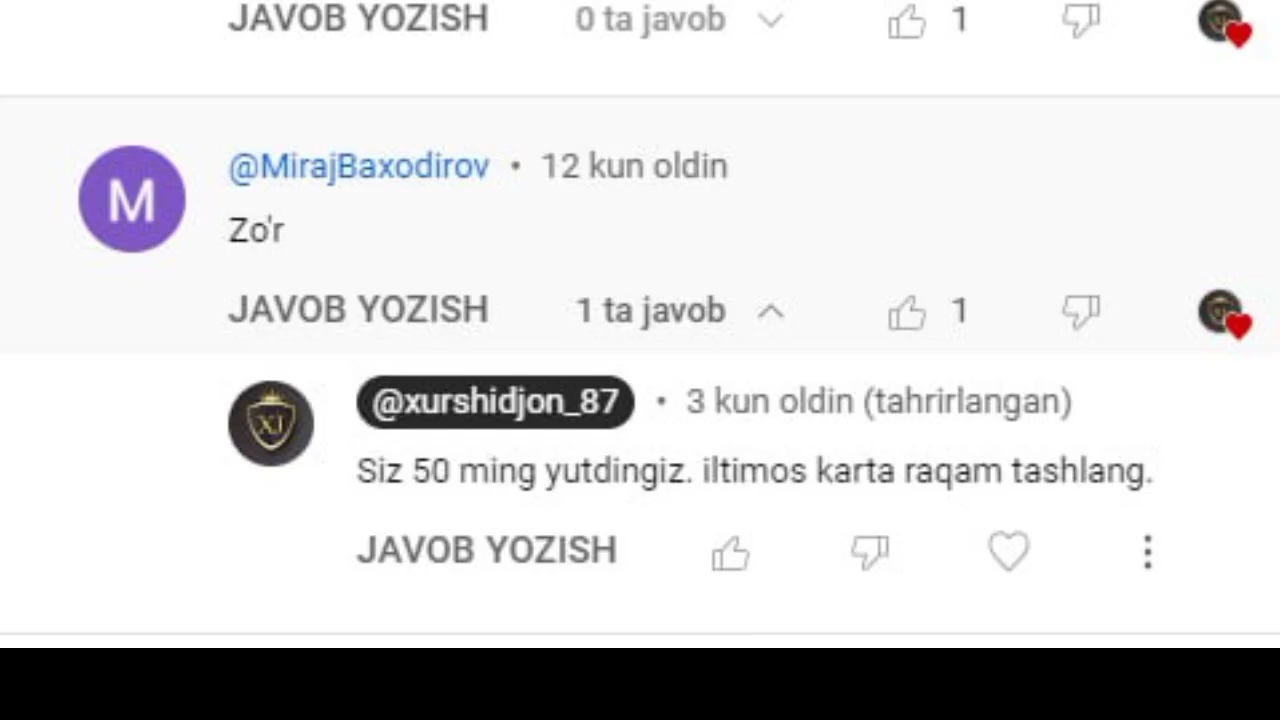 JAVOB YOZISH 0 ta javob 1
@MirajBaxodirov • 12 kun oldin
M
Zo'r
JAVOB YOZISH 1 ta javob 1
@xurshidjon_87 • 3 kun oldin (tahrirlangan)
XJ
Siz 50 ming yutdingiz. iltimos karta raqam tashlang.
JAVOB YOZISH